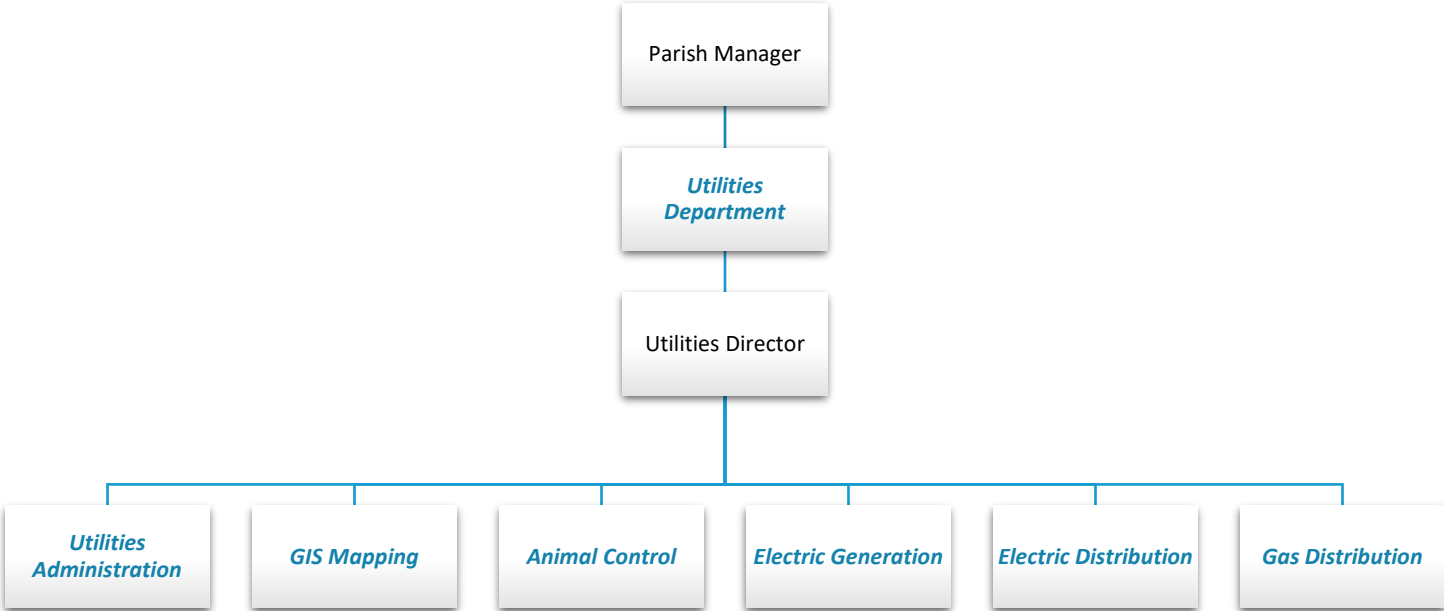 Parish Manager
Utilities
Department
Utilities Director
Utilities
Administration
GIS Mapping
Animal Control
Electric Generation
Electric Distribution
Gas Distribution